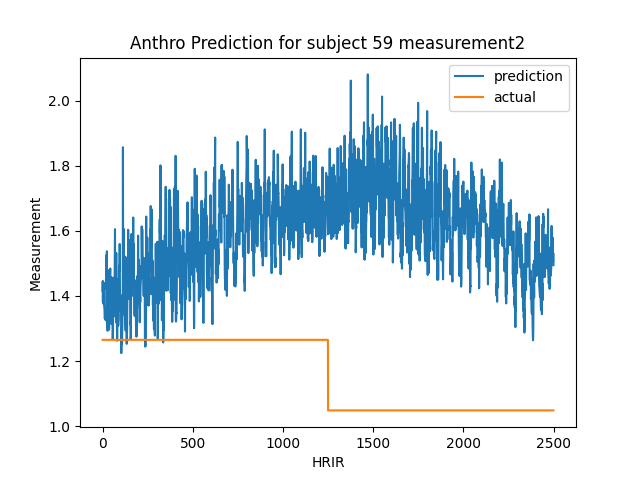 Anthro Prediction for subject 59 measurement2
prediction
actual
Measurement
2.0
1.8
1.6
1.4
1.2
1.0
0
500
1000
1500
2000
2500
HRIR